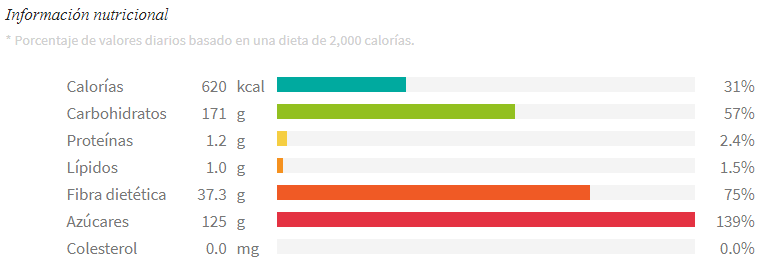 Información nutricional
* Porcentaje de valores diarios basado en una dieta de 2,000 calorías.
Calorías 620 kcal 31%
Carbohidratos 171 g 57%
Proteínas 1.2 g 2.4%
Lípidos 1.0 g 1.5%
Fibra dietética 37.3 g 75%
Azúcares 125 g 139%
Colesterol 0.0 mg 0.0%